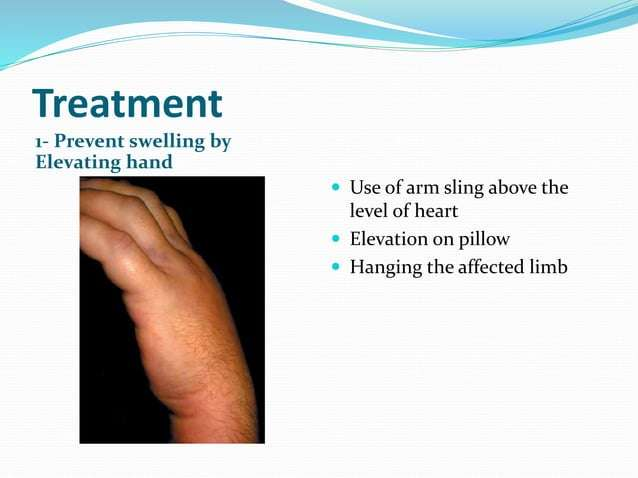 Treatment
1- Prevent swelling by
Elevating hand
• Use of arm sling above the
level of heart
• Elevation on pillow
• Hanging the affected limb